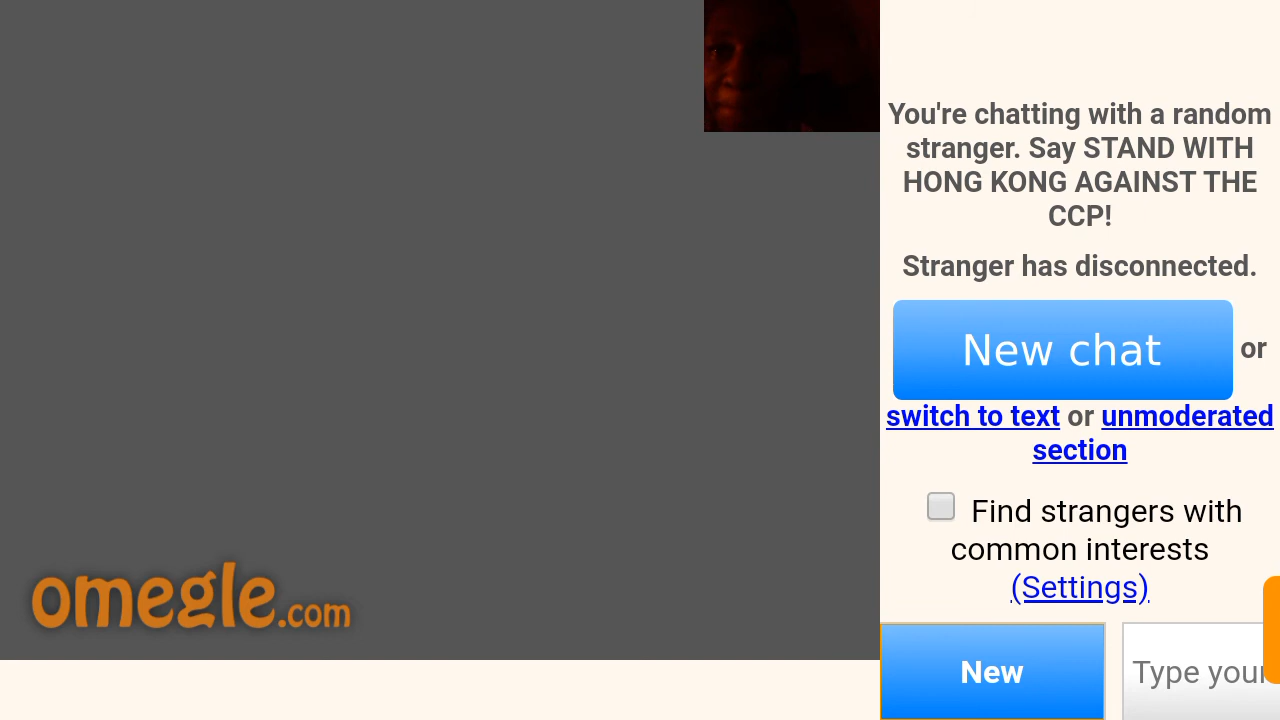 You're chatting with a random
stranger. Say STAND WITH
HONG KONG AGAINST THE
CCP!
Stranger has disconnected.
New chat or
switch to text or unmoderated
section
Find strangers with
common interests
(Settings)
omegle.com
New
Type your